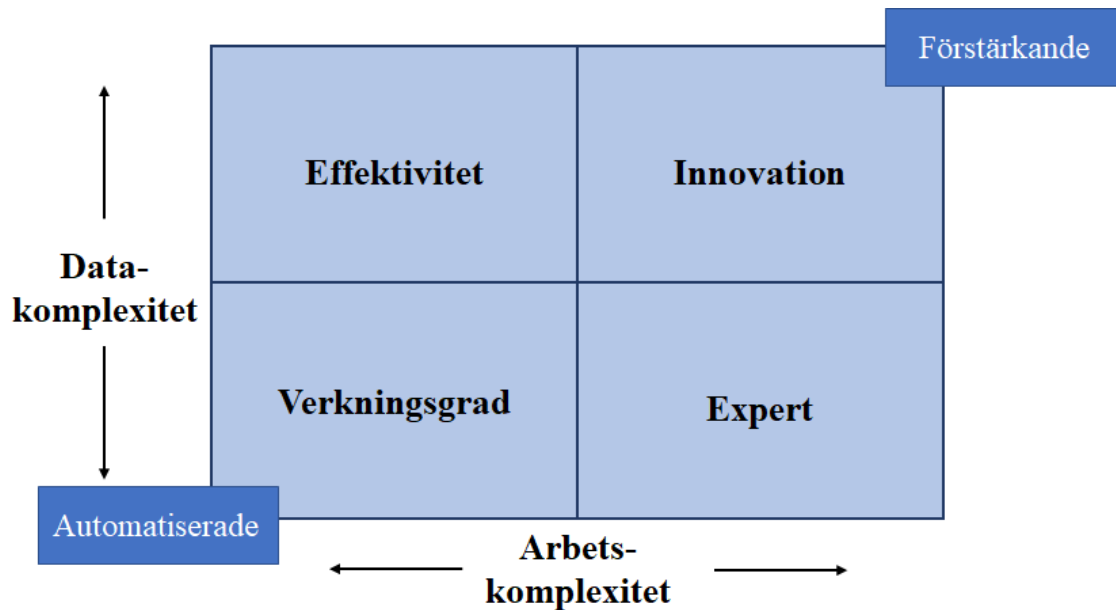 Förstärkande
Effektivitet
Innovation
Data-
komplexitet
Verkningsgrad
Expert
Automatiserade
Arbets-
komplexitet